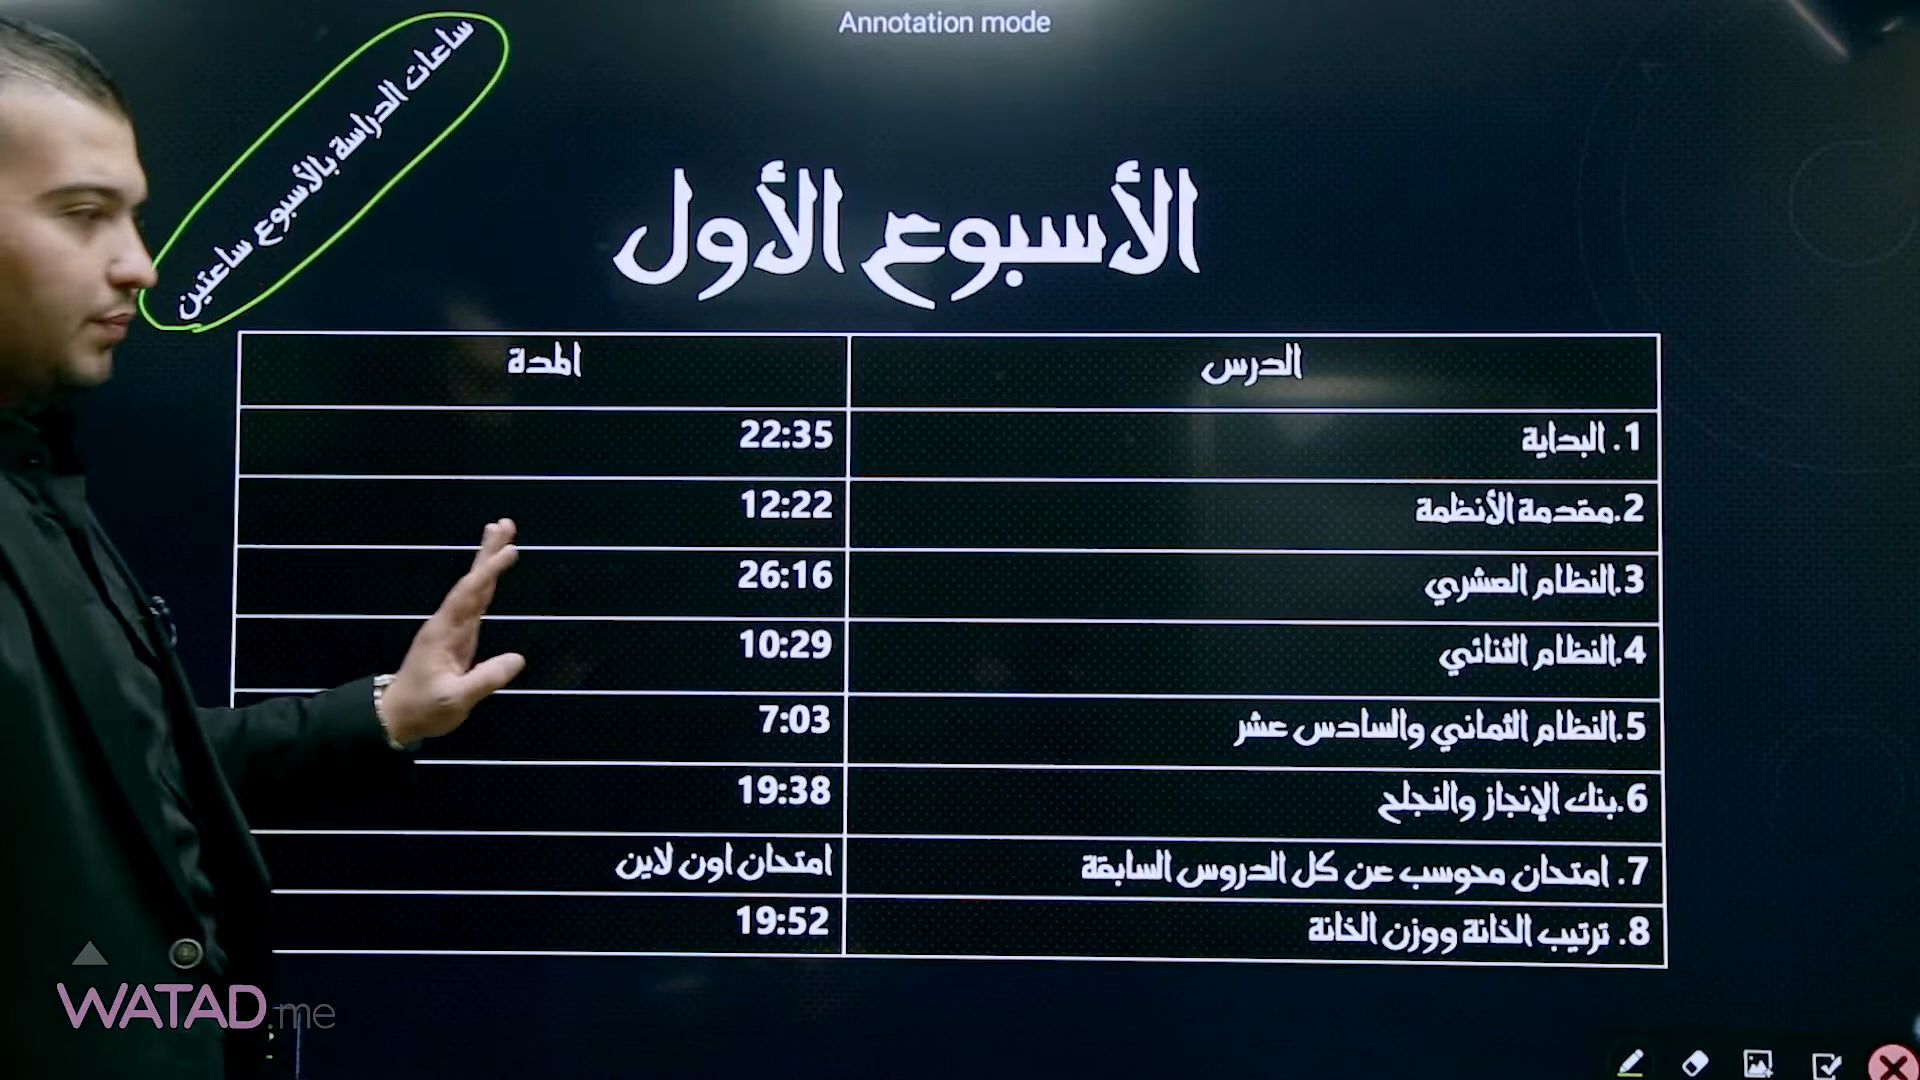 Annotation mode
ساعات الدراسة بالأسبوع ساعتين
الأسبوع الأول
الدرس المدة
1. البداية 22:35
2.مقدمة الأنظمة 12:22
3.النظام العشري 26:16
4.النظام الثنائي 10:29
5.النظام الثماني والسادس عشر 7:03
6.بنك الإنجاز والنجاح 19:38
7. امتحان محوسب عن كل الدروس السابقة امتحان اون لاين
8. ترتيب الخانة ووزن الخانة 19:52
WATAD.me